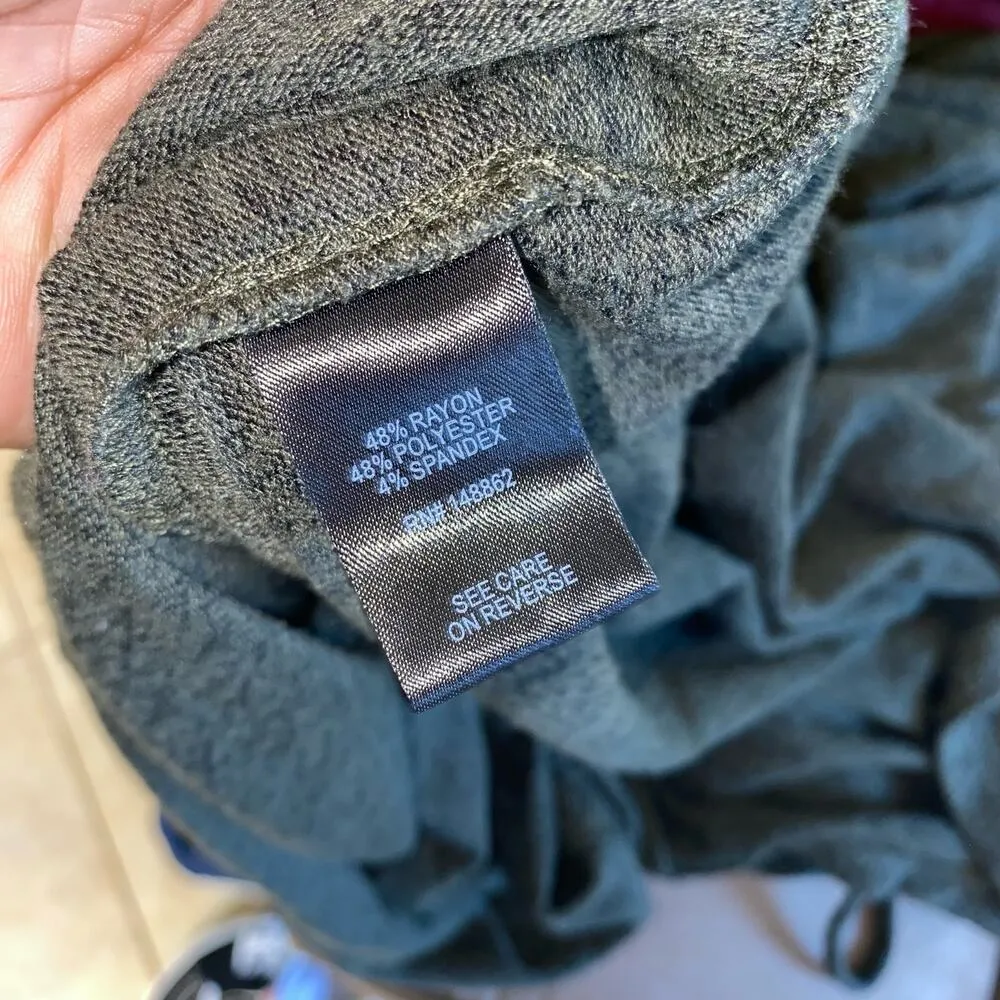 48% RAYON
48% POLYESTER
4% SPANDEX
RN# 148862
SEE CARE
ON REVERSE